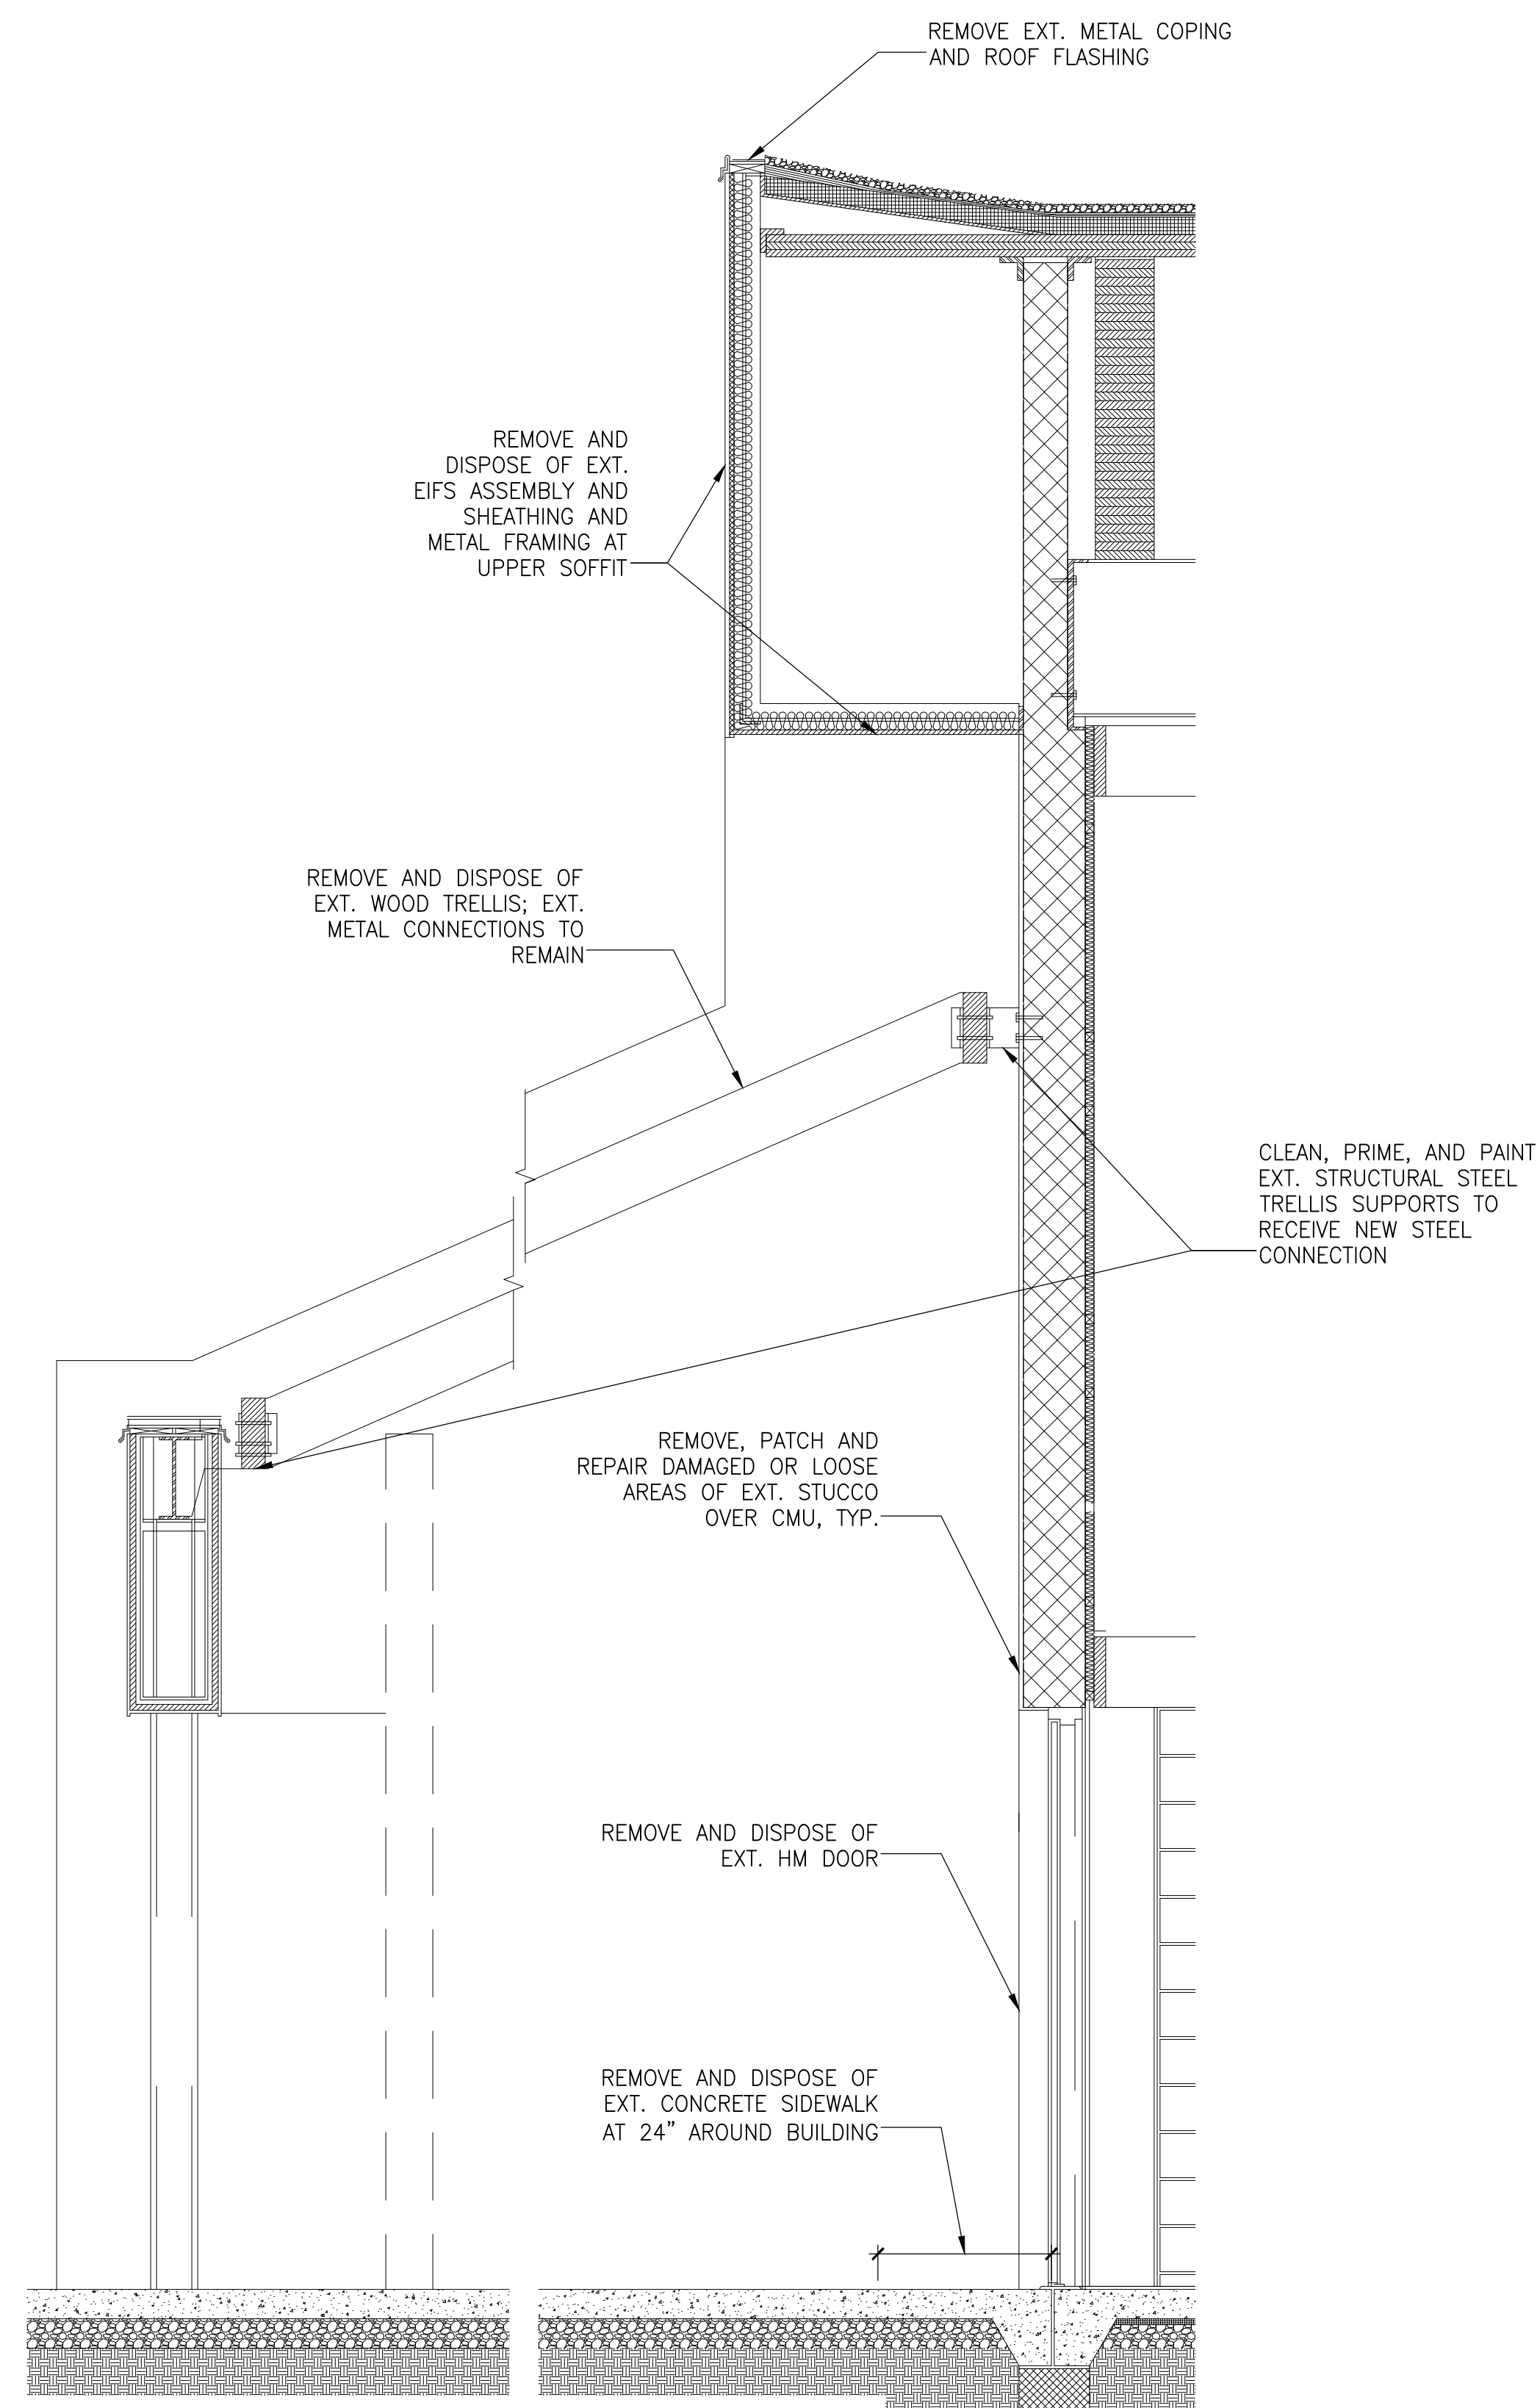 REMOVE EXT. METAL COPING
AND ROOF FLASHING
REMOVE AND
DISPOSE OF EXT.
EIFS ASSEMBLY AND
SHEATHING AND
METAL FRAMING AT
UPPER SOFFIT
REMOVE AND DISPOSE OF
EXT. WOOD TRELLIS; EXT.
METAL CONNECTIONS TO
REMAIN
CLEAN, PRIME, AND PAINT
EXT. STRUCTURAL STEEL
TRELLIS SUPPORTS TO
RECEIVE NEW STEEL
CONNECTION
REMOVE, PATCH AND
REPAIR DAMAGED OR LOOSE
AREAS OF EXT. STUCCO
OVER CMU, TYP.
REMOVE AND DISPOSE OF
EXT. HM DOOR
REMOVE AND DISPOSE OF
EXT. CONCRETE SIDEWALK
AT 24” AROUND BUILDING